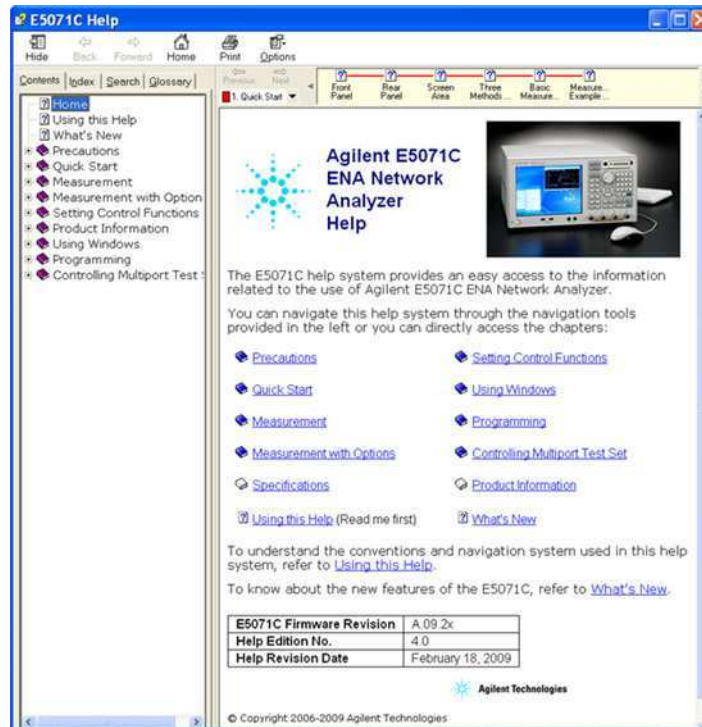 E5071C Help
Hide Back Forward Home Print Options
Contents Index Search Glossary
Home
Using this Help
What's New
Precautions
Quick Start
Measurement
Measurement with Option
Setting Control Functions
Product Information
Using Windows
Programming
Controlling Multiport Test S
Previous Next
1. Quick Start
Front Panel
Rear Panel
Screen Area
Three Methods ...
Basic Measure...
Measure... Example...
Agilent E5071C
ENA Network
Analyzer
Help
The E5071C help system provides an easy access to the information
related to the use of Agilent E5071C ENA Network Analyzer.
You can navigate this help system through the navigation tools
provided in the left or you can directly access the chapters:
Precautions Setting Control Functions
Quick Start Using Windows
Measurement Programming
Measurement with Options Controlling Multiport Test Set
Specifications Product Information
Using this Help (Read me first) What's New
To understand the conventions and navigation system used in this help
system, refer to Using this Help.
To know about the new features of the E5071C, refer to What's New.
E5071C Firmware Revision A.09.2x
Help Edition No. 4.0
Help Revision Date February 18, 2009
Agilent Technologies
© Copyright 2006-2009 Agilent Technologies